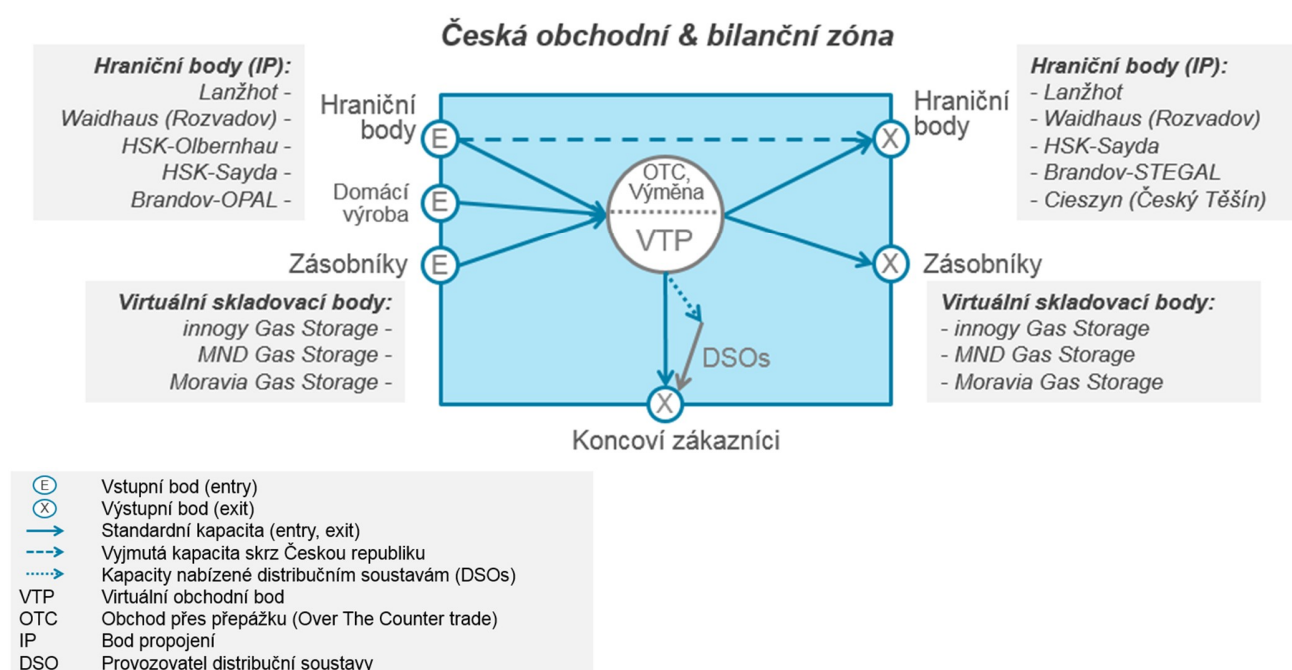 Česká obchodní & bilanční zóna
Hraniční body (IP):
Lanžhot -
Waidhaus (Rozvadov) -
HSK-Olbernhau -
HSK-Sayda -
Brandov-OPAL -
Hraniční
body
E
Domácí
výroba
E
Zásobníky
E
Virtuální skladovací body:
innogy Gas Storage -
MND Gas Storage -
Moravia Gas Storage -
OTC,
Výměna
VTP
DSOs
X
Koncoví zákazníci
Hraniční
body
X
Hraniční body (IP):
- Lanžhot
- Waidhaus (Rozvadov)
- HSK-Sayda
- Brandov-STEGAL
- Cieszyn (Český Těšín)
X
Zásobníky
Virtuální skladovací body:
- innogy Gas Storage
- MND Gas Storage
- Moravia Gas Storage
E Vstupní bod (entry)
X Výstupní bod (exit)
Standardní kapacita (entry, exit)
Vyjmutá kapacita skrz Českou republiku
Kapacity nabízené distribučním soustavám (DSOs)
VTP Virtuální obchodní bod
OTC Obchod přes přepážku (Over The Counter trade)
IP Bod propojení
DSO Provozovatel distribuční soustavy